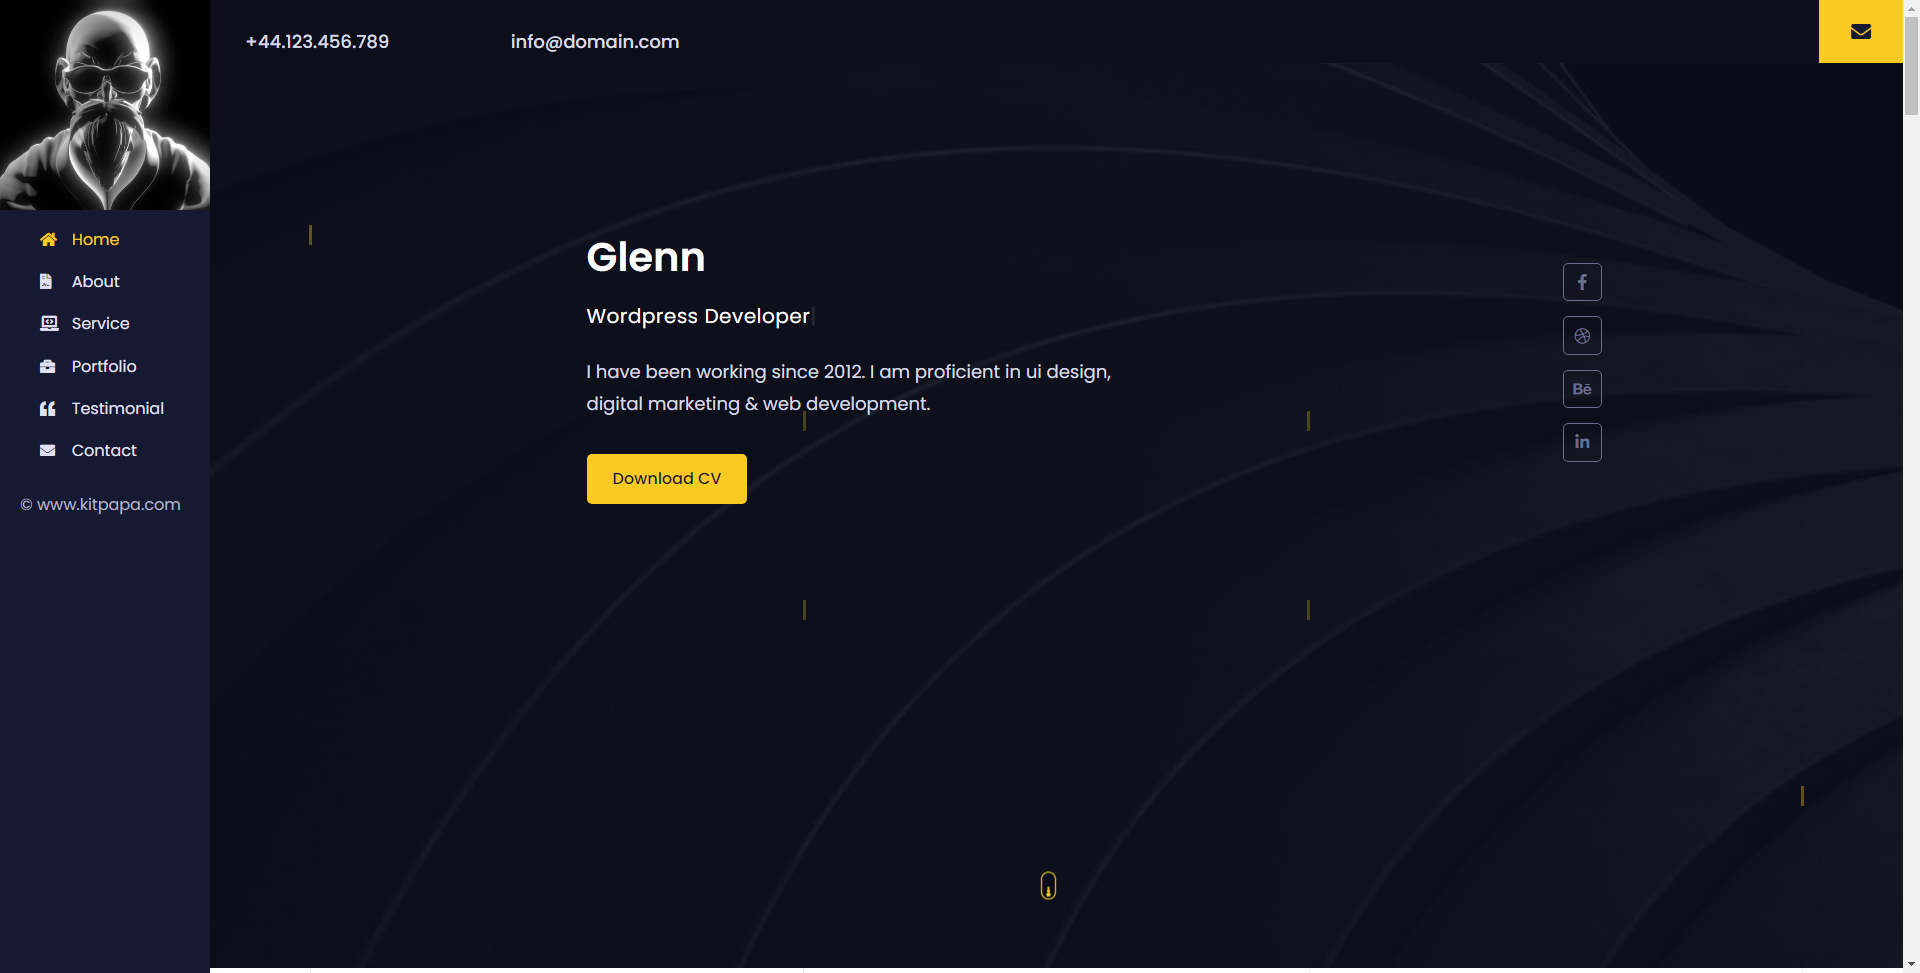 +44.123.456.789
info@domain.com
Home
About
Service
Portfolio
Testimonial
Contact
© www.kitpapa.com
Glenn
Wordpress Developer
I have been working since 2012. I am proficient in ui design,
digital marketing & web development.
Download CV
Bē
in